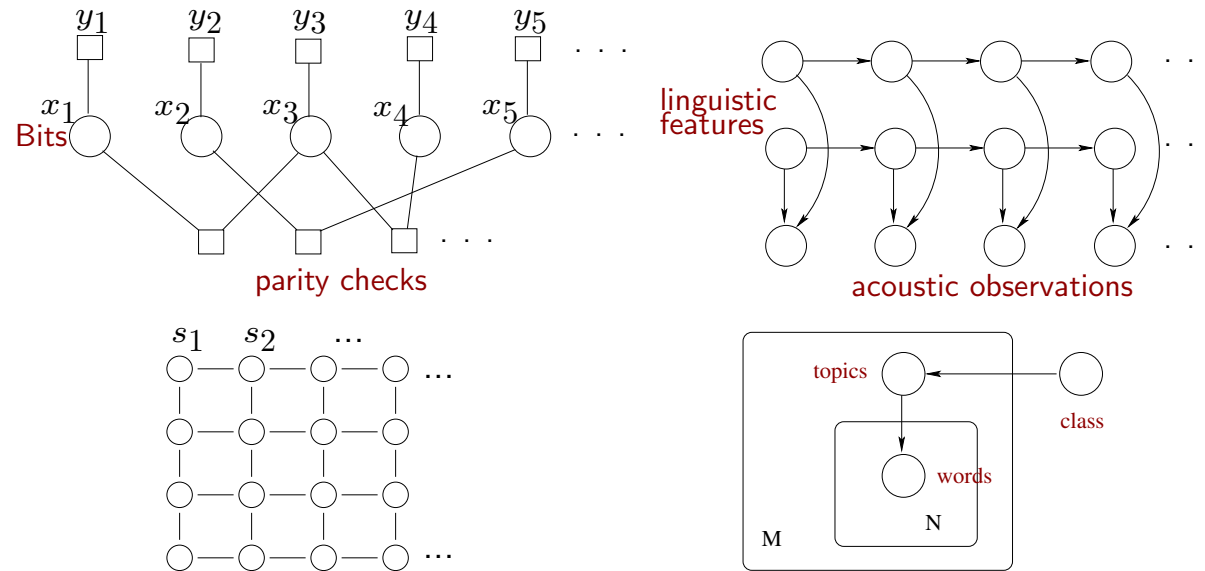 y1 y2 y3 y4 y5 . . .
x1 x2 x3 x4 x5 . . .
Bits
. . .
parity checks
. .
linguistic
features
. .
. .
acoustic observations
s1 s2 ...
...
...
topics
class
words
N
M